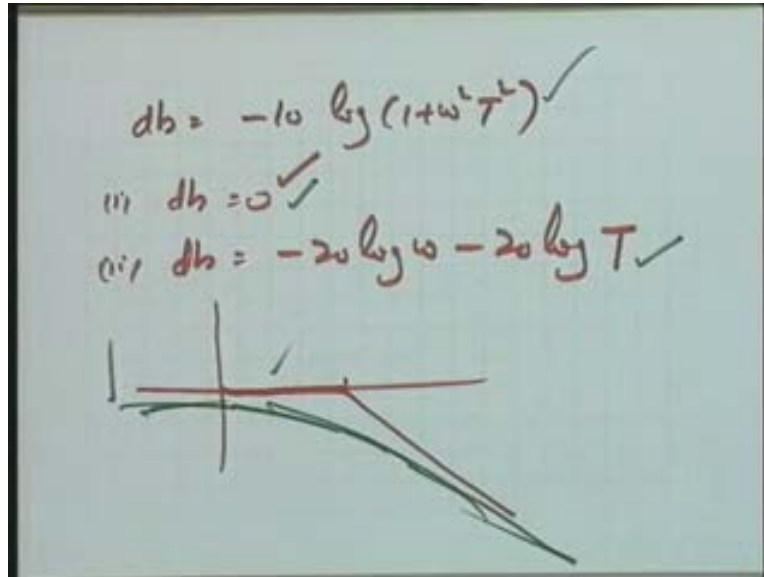 db = -10 log (1+ω²T²)
(i) db = 0
(ii) db = -20 log ω - 20 log T